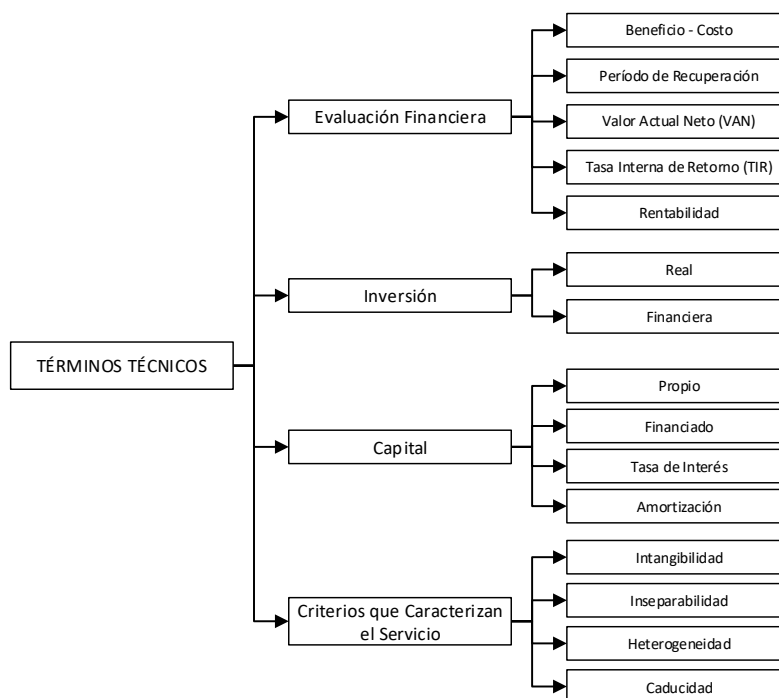 TÉRMINOS TÉCNICOS
Evaluación Financiera
Beneficio - Costo
Período de Recuperación
Valor Actual Neto (VAN)
Tasa Interna de Retorno (TIR)
Rentabilidad
Inversión
Real
Financiera
Capital
Propio
Financiado
Tasa de Interés
Amortización
Criterios que Caracterizan
el Servicio
Intangibilidad
Inseparabilidad
Heterogeneidad
Caducidad